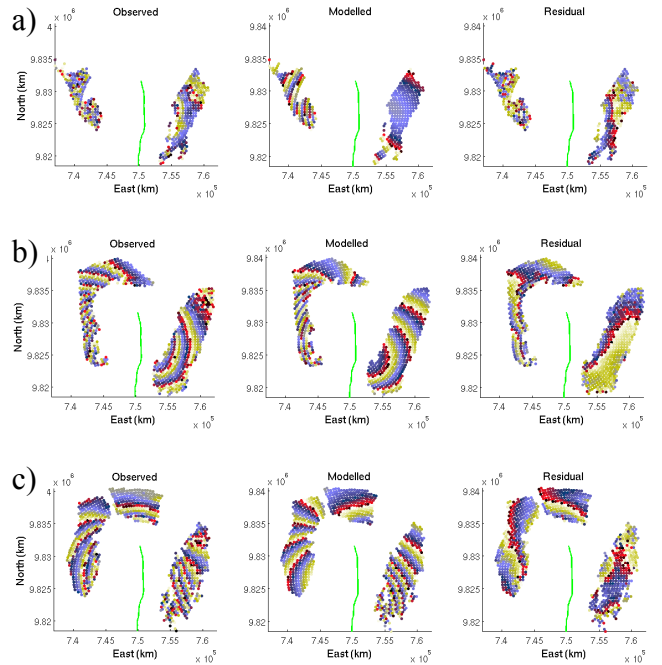 a)
Observed
Modelled
Residual
4 x 10^6
x 10^6
x 10^6
9.84
9.84
9.835
9.835
9.835
9.83
9.83
9.83
9.825
9.825
9.825
9.82
9.82
9.82
North (km)
7.4 7.45 7.5 7.55 7.6
7.4 7.45 7.5 7.55 7.6
7.4 7.45 7.5 7.55 7.6
East (km)
East (km)
East (km)
x 10^5
x 10^5
x 10^5
b)
Observed
Modelled
Residual
x 10^6
x 10^6
x 10^6
9.84
9.84
9.835
9.835
9.835
9.83
9.83
9.83
9.825
9.825
9.825
9.82
9.82
9.82
North (km)
7.4 7.45 7.5 7.55 7.6
7.4 7.45 7.5 7.55 7.6
7.4 7.45 7.5 7.55 7.6
East (km)
East (km)
East (km)
x 10^5
x 10^5
x 10^5
c)
Observed
Modelled
Residual
4 x 10^6
x 10^6
x 10^6
9.84
9.84
9.835
9.835
9.835
9.83
9.83
9.83
9.825
9.825
9.825
9.82
9.82
9.82
North (km)
7.4 7.45 7.5 7.55 7.6
7.4 7.45 7.5 7.55 7.6
7.4 7.45 7.5 7.55 7.6
East (km)
East (km)
East (km)
x 10^5
x 10^5
x 10^5